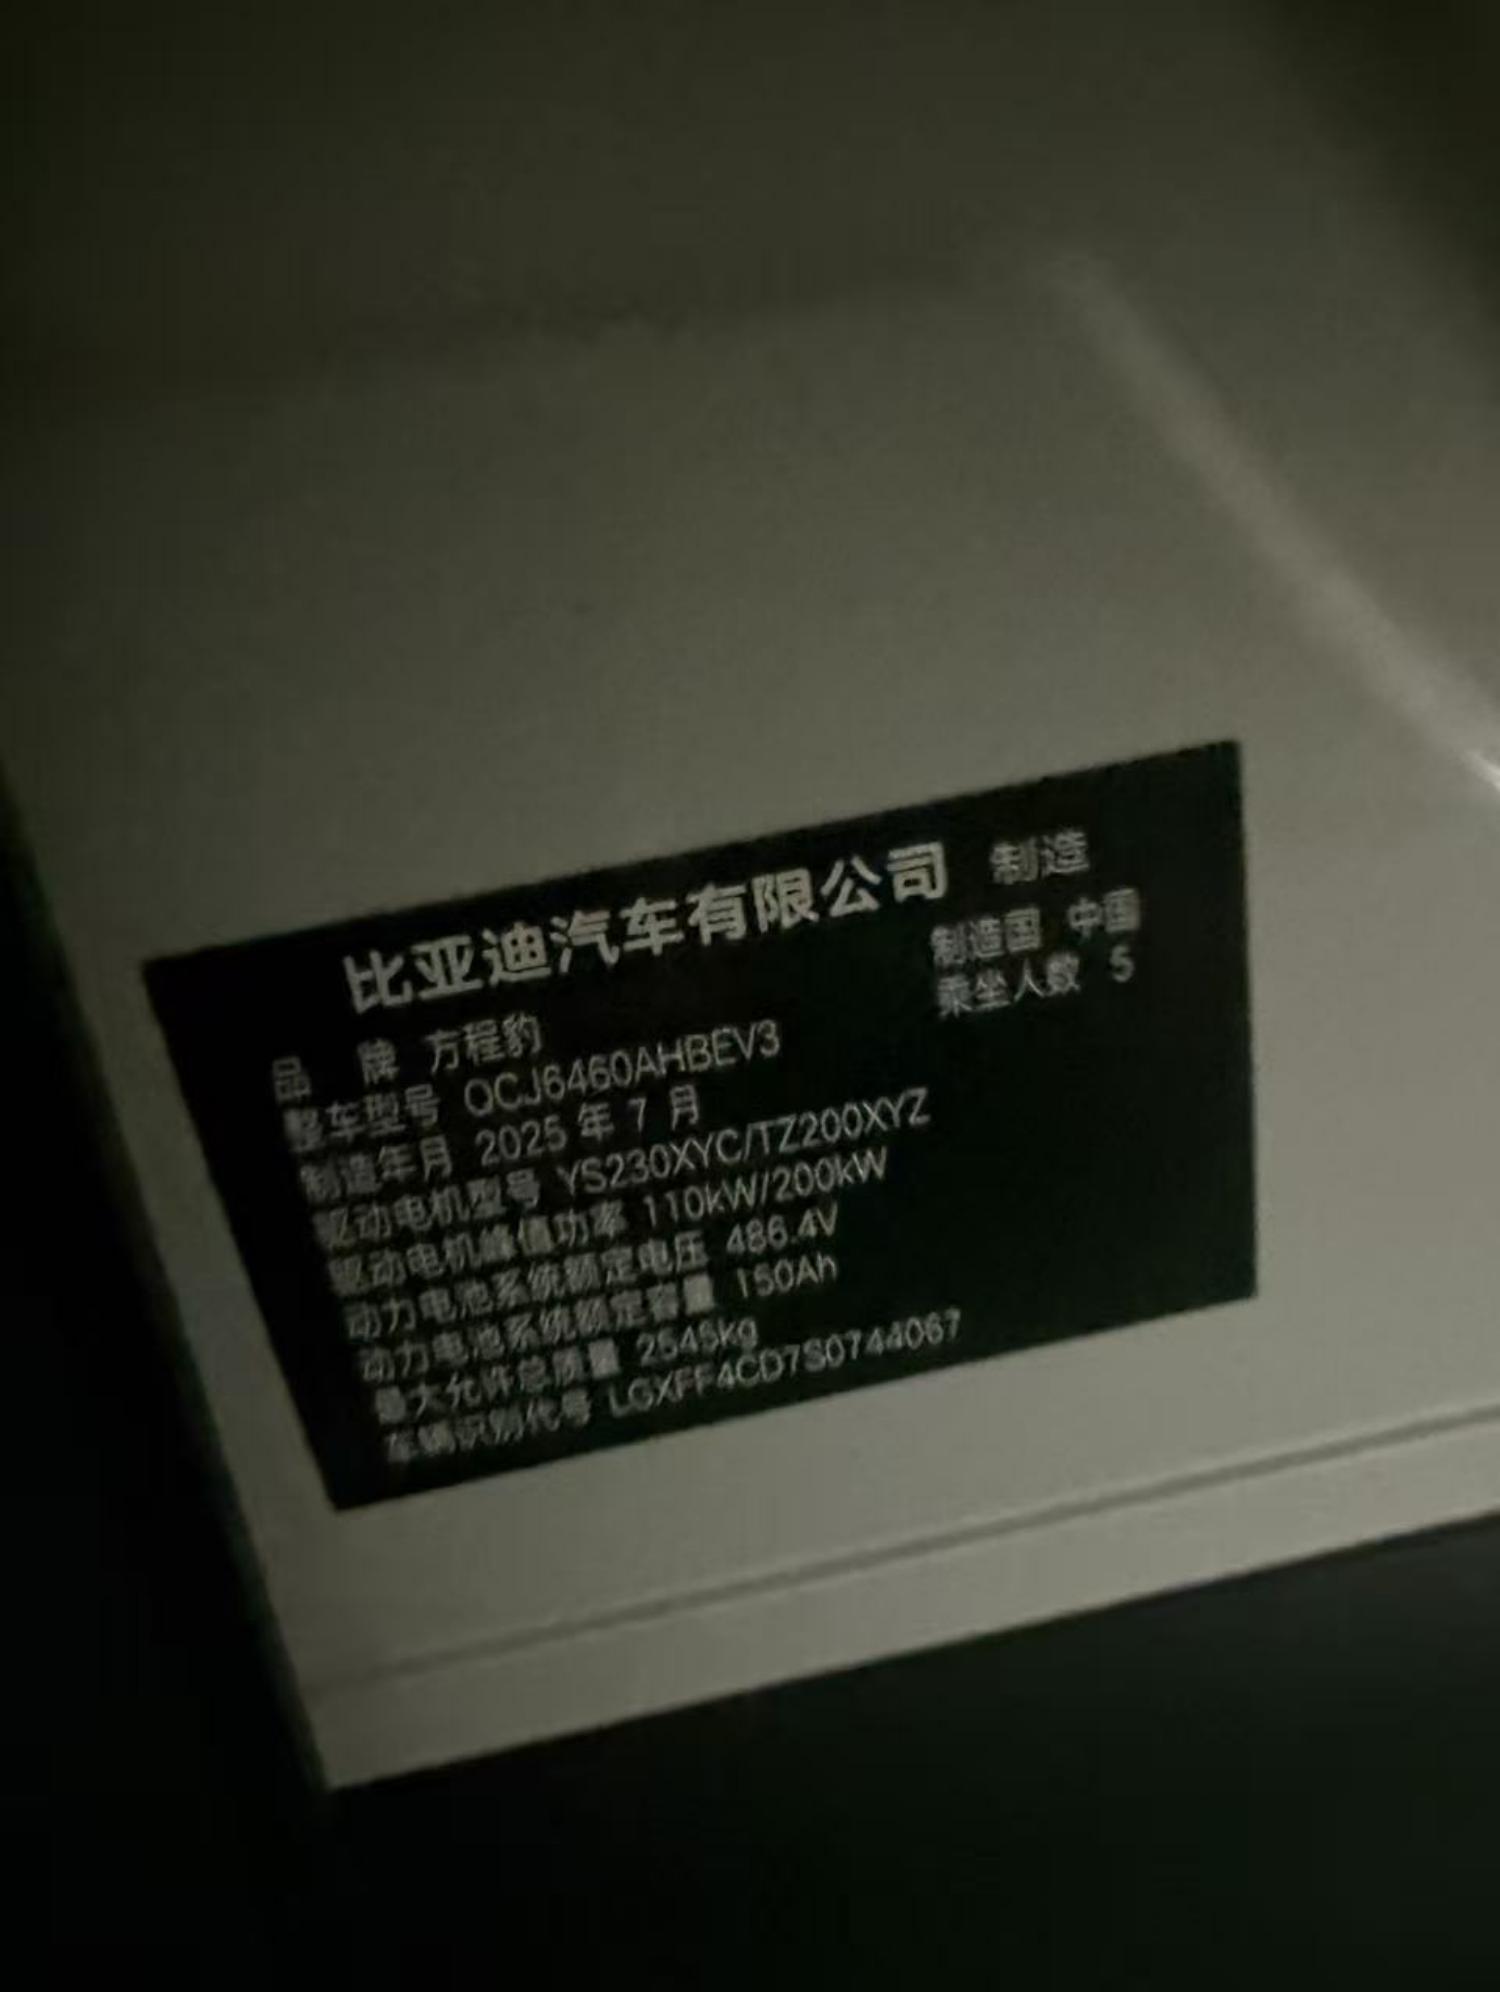 比亚迪汽车有限公司 制造
制造国 中国
品 牌 方程豹
乘坐人数 5
整车型号 QCJ6460AHBEV3
制造年月 2025 年 7 月
驱动电机型号 YS230XYC/TZ200XYZ
驱动电机峰值功率 110kW/200kW
动力电池系统额定电压 486.4V
动力电池系统额定容量 150Ah
最大允许总质量 2545kg
车辆识别代号 LGXFF4CD7S0744067